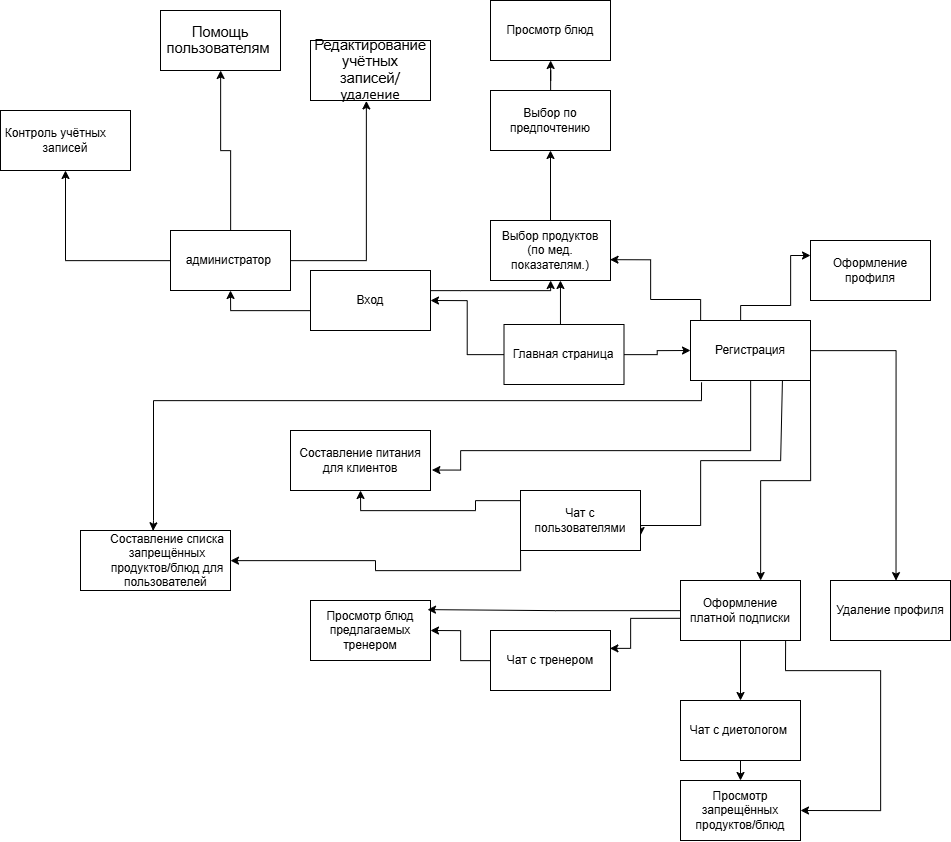 Помощь
пользователям
Редактирование
учётных
записей/
удаление
Просмотр блюд
Выбор по
предпочтению
Контроль учётных
записей
Выбор продуктов
(по мед.
показателям.)
администратор
Оформление
профиля
Вход
Главная страница
Регистрация
Составление питания
для клиентов
Чат с
пользователями
Составление списка
запрещённых
продуктов/блюд для
пользователей
Оформление
платной подписки
Удаление профиля
Просмотр блюд
предлагаемых
тренером
Чат с тренером
Чат с диетологом
Просмотр
запрещённых
продуктов/блюд